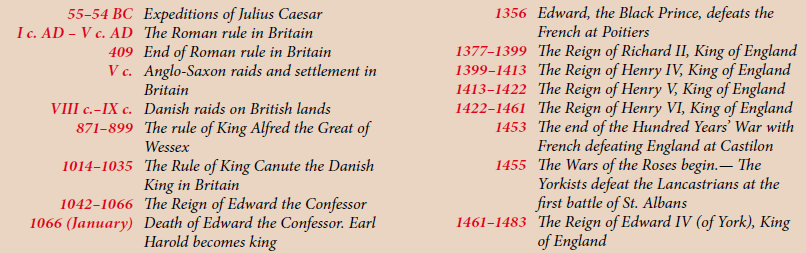 55–54 BC Expeditions of Julius Caesar
I c. AD – V c. AD The Roman rule in Britain
409 End of Roman rule in Britain
V c. Anglo-Saxon raids and settlement in
Britain
VIII c.–IX c. Danish raids on British lands
871–899 The rule of King Alfred the Great of
Wessex
1014–1035 The Rule of King Canute the Danish
King in Britain
1042–1066 The Reign of Edward the Confessor
1066 (January) Death of Edward the Confessor. Earl
Harold becomes king
1356 Edward, the Black Prince, defeats the
French at Poitiers
1377–1399 The Reign of Richard II, King of England
1399–1413 The Reign of Henry IV, King of England
1413–1422 The Reign of Henry V, King of England
1422–1461 The Reign of Henry VI, King of England
1453 The end of the Hundred Years’ War with
French defeating England at Castilon
1455 The Wars of the Roses begin.— The
Yorkists defeat the Lancastrians at the
first battle of St. Albans
1461–1483 The Reign of Edward IV (of York), King
of England